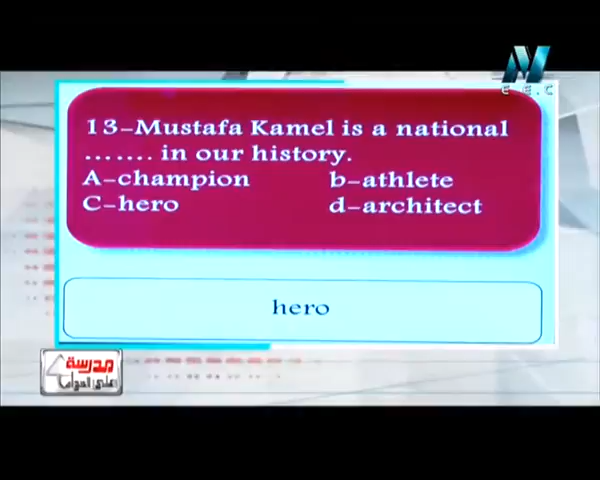 E.E.C
13-Mustafa Kamel is a national
....... in our history.
A-champion b-athlete
C-hero d-architect
hero
مدرسة
على الهواء